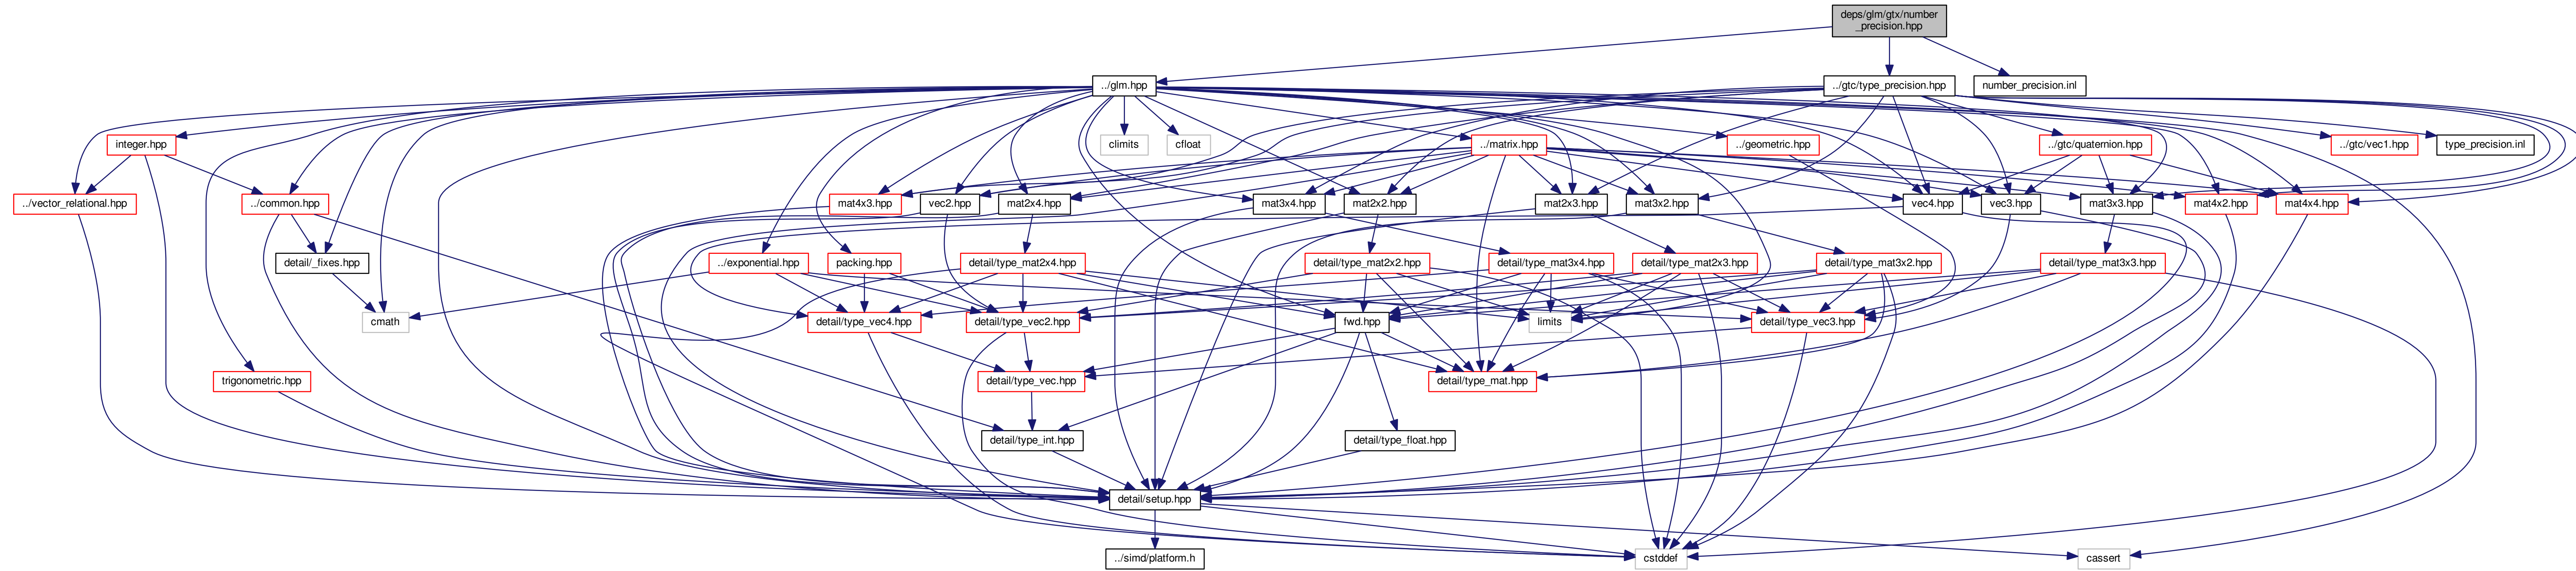 deps/glm/gtx/number
_precision.hpp
../glm.hpp
../gtc/type_precision.hpp
number_precision.inl
integer.hpp
climits
cfloat
../matrix.hpp
../geometric.hpp
../gtc/quaternion.hpp
../gtc/vec1.hpp
type_precision.inl
../vector_relational.hpp
../common.hpp
mat4x3.hpp
vec2.hpp
mat2x4.hpp
mat3x4.hpp
mat2x2.hpp
mat2x3.hpp
mat3x2.hpp
vec4.hpp
vec3.hpp
mat3x3.hpp
mat4x2.hpp
mat4x4.hpp
detail/_fixes.hpp
../exponential.hpp
packing.hpp
detail/type_mat2x4.hpp
detail/type_mat2x2.hpp
detail/type_mat3x4.hpp
detail/type_mat2x3.hpp
detail/type_mat3x2.hpp
detail/type_mat3x3.hpp
cmath
detail/type_vec4.hpp
detail/type_vec2.hpp
fwd.hpp
limits
detail/type_vec3.hpp
trigonometric.hpp
detail/type_vec.hpp
detail/type_mat.hpp
detail/type_int.hpp
detail/type_float.hpp
detail/setup.hpp
../simd/platform.h
cstddef
cassert